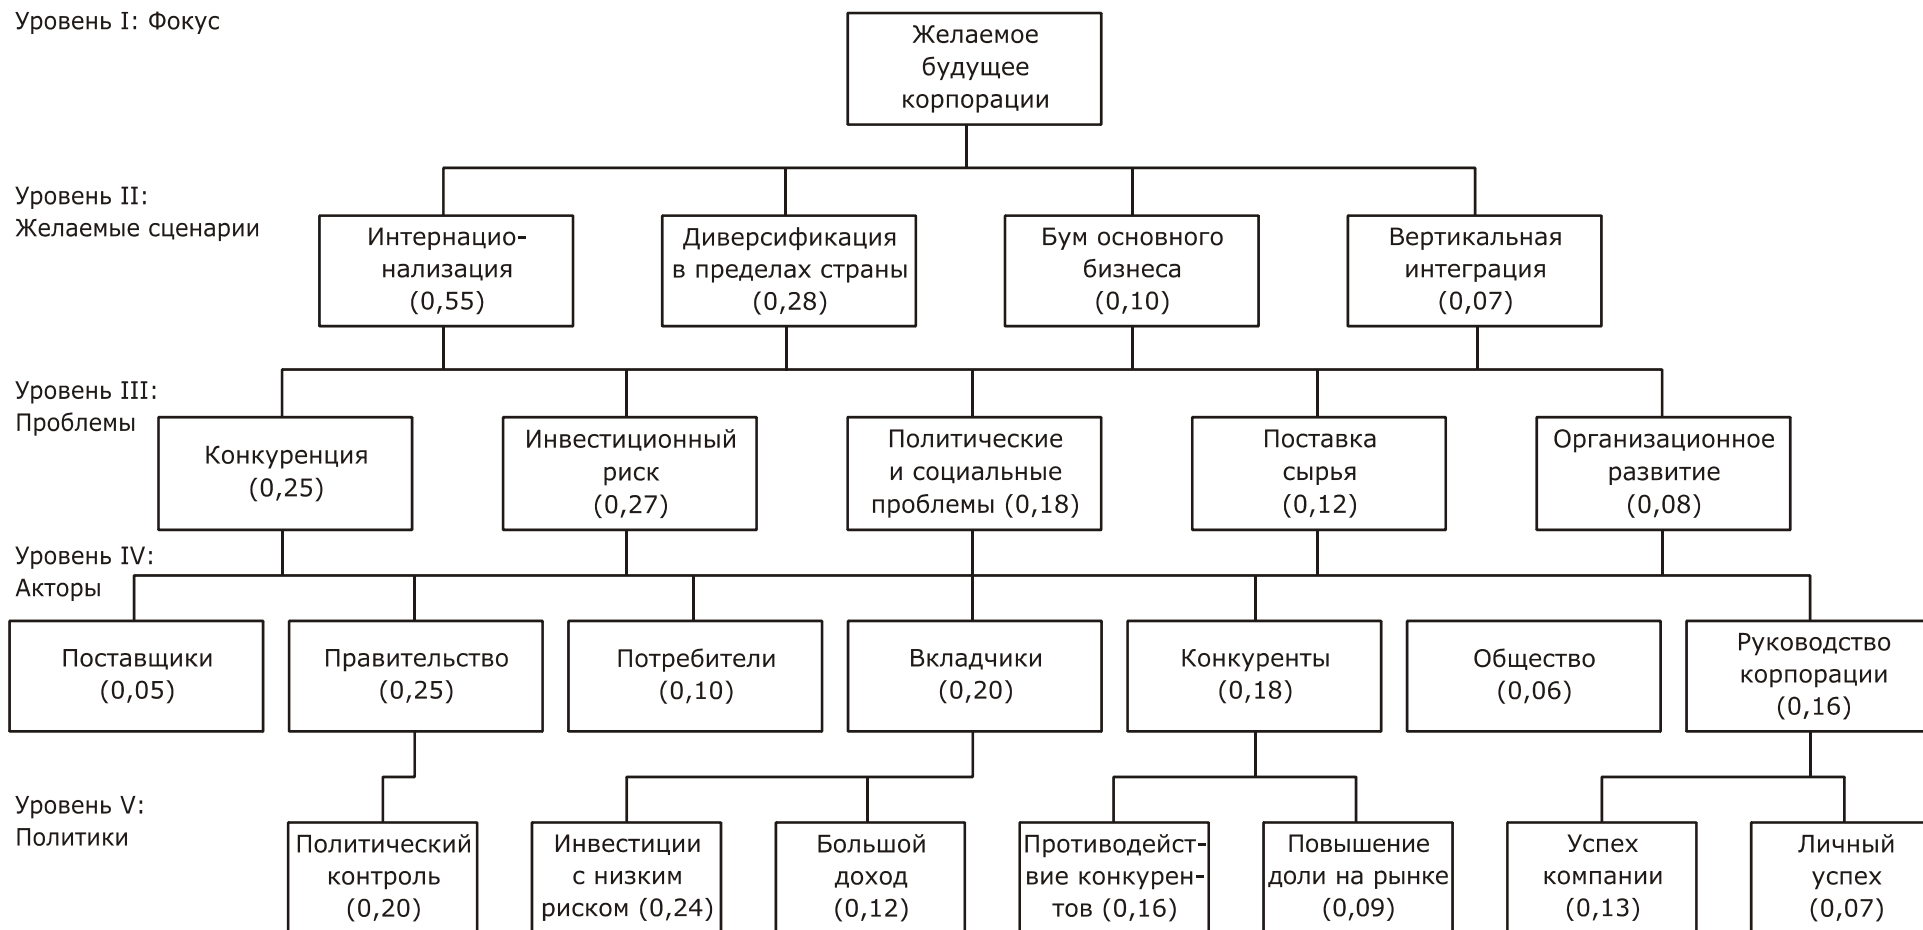 Уровень I: Фокус
Желаемое
будущее
корпорации
Уровень II:
Желаемые сценарии
Интернацио-
нализация
(0,55)
Диверсификация
в пределах страны
(0,28)
Бум основного
бизнеса
(0,10)
Вертикальная
интеграция
(0,07)
Уровень III:
Проблемы
Конкуренция
(0,25)
Инвестиционный
риск
(0,27)
Политические
и социальные
проблемы (0,18)
Поставка
сырья
(0,12)
Организационное
развитие
(0,08)
Уровень IV:
Акторы
Поставщики
(0,05)
Правительство
(0,25)
Потребители
(0,10)
Вкладчики
(0,20)
Конкуренты
(0,18)
Общество
(0,06)
Руководство
корпорации
(0,16)
Уровень V:
Политики
Политический
контроль
(0,20)
Инвестиции
с низким
риском (0,24)
Большой
доход
(0,12)
Противодейст-
вие конкурен-
тов (0,16)
Повышение
доли на рынке
(0,09)
Успех
компании
(0,13)
Личный
успех
(0,07)